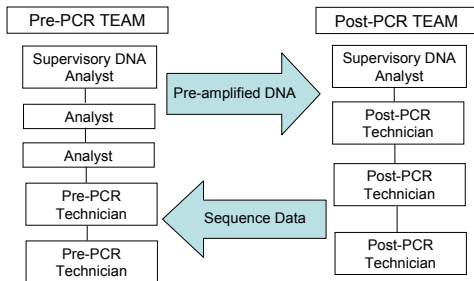 Pre-PCR TEAM
Supervisory DNA
Analyst
Analyst
Analyst
Pre-PCR
Technician
Pre-PCR
Technician
Pre-amplified DNA
Sequence Data
Post-PCR TEAM
Supervisory DNA
Analyst
Post-PCR
Technician
Post-PCR
Technician
Post-PCR
Technician